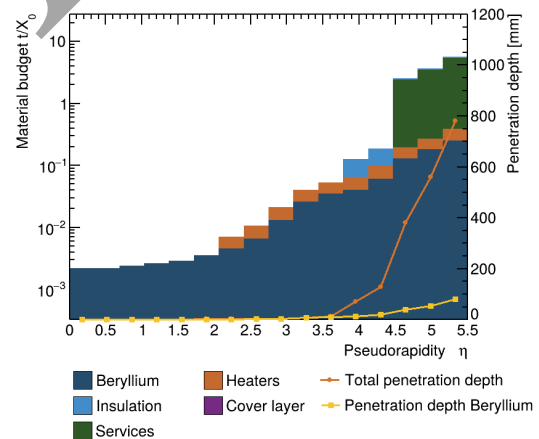 Material budget t/X₀
10
1
10⁻¹
10⁻²
10⁻³
1200
1000
800
600
400
200
0
Penetration depth [mm]
0 0.5 1 1.5 2 2.5 3 3.5 4 4.5 5 5.5
Pseudorapidity η
Beryllium
Heaters
Total penetration depth
Insulation
Cover layer
Penetration depth Beryllium
Services